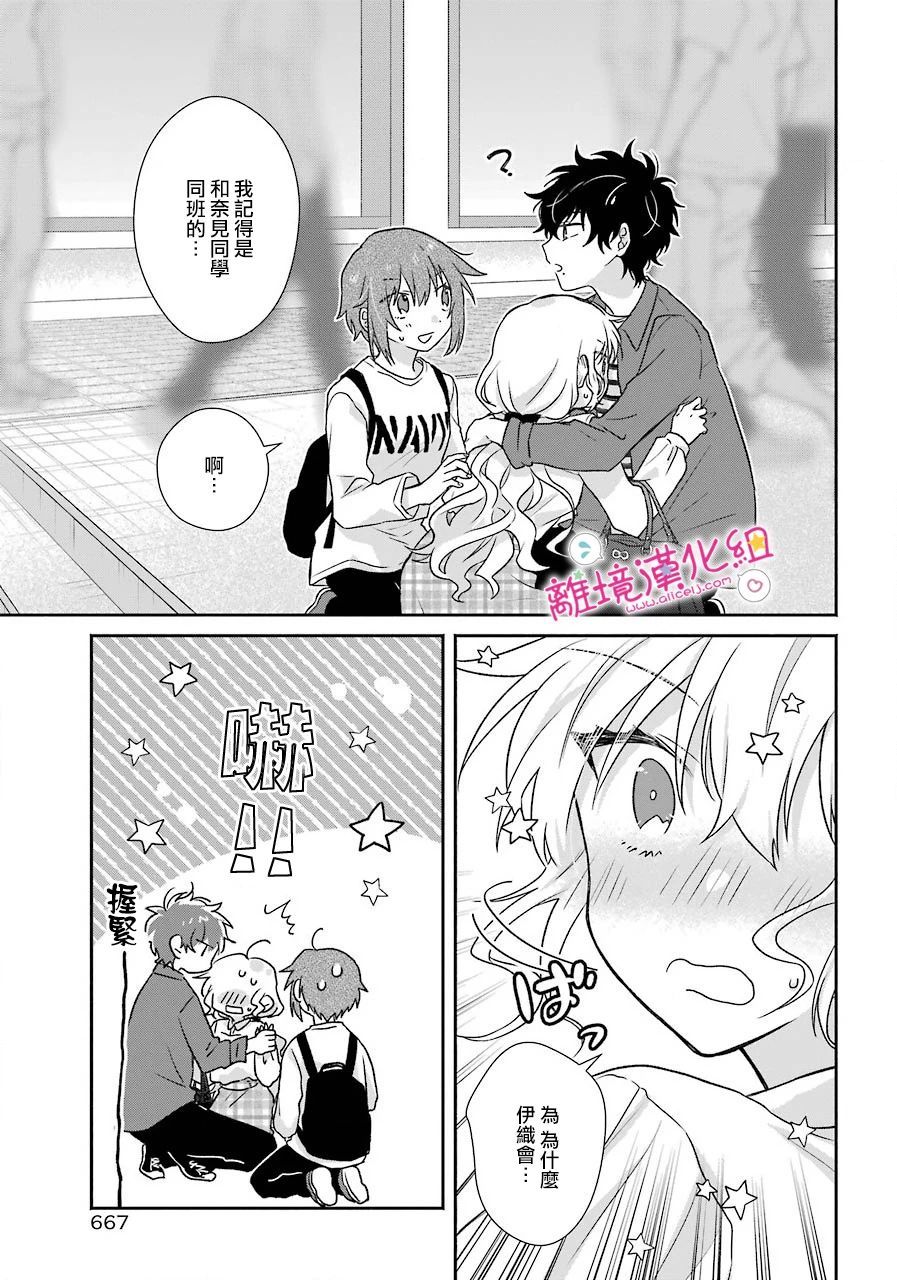 ？
我記得是
和奈見同學
同班的…
NAVY
啊…
離境漢化組
www.aliceij.com
ばっ
為 為什麼
伊織會…
嚇!!
握緊
667